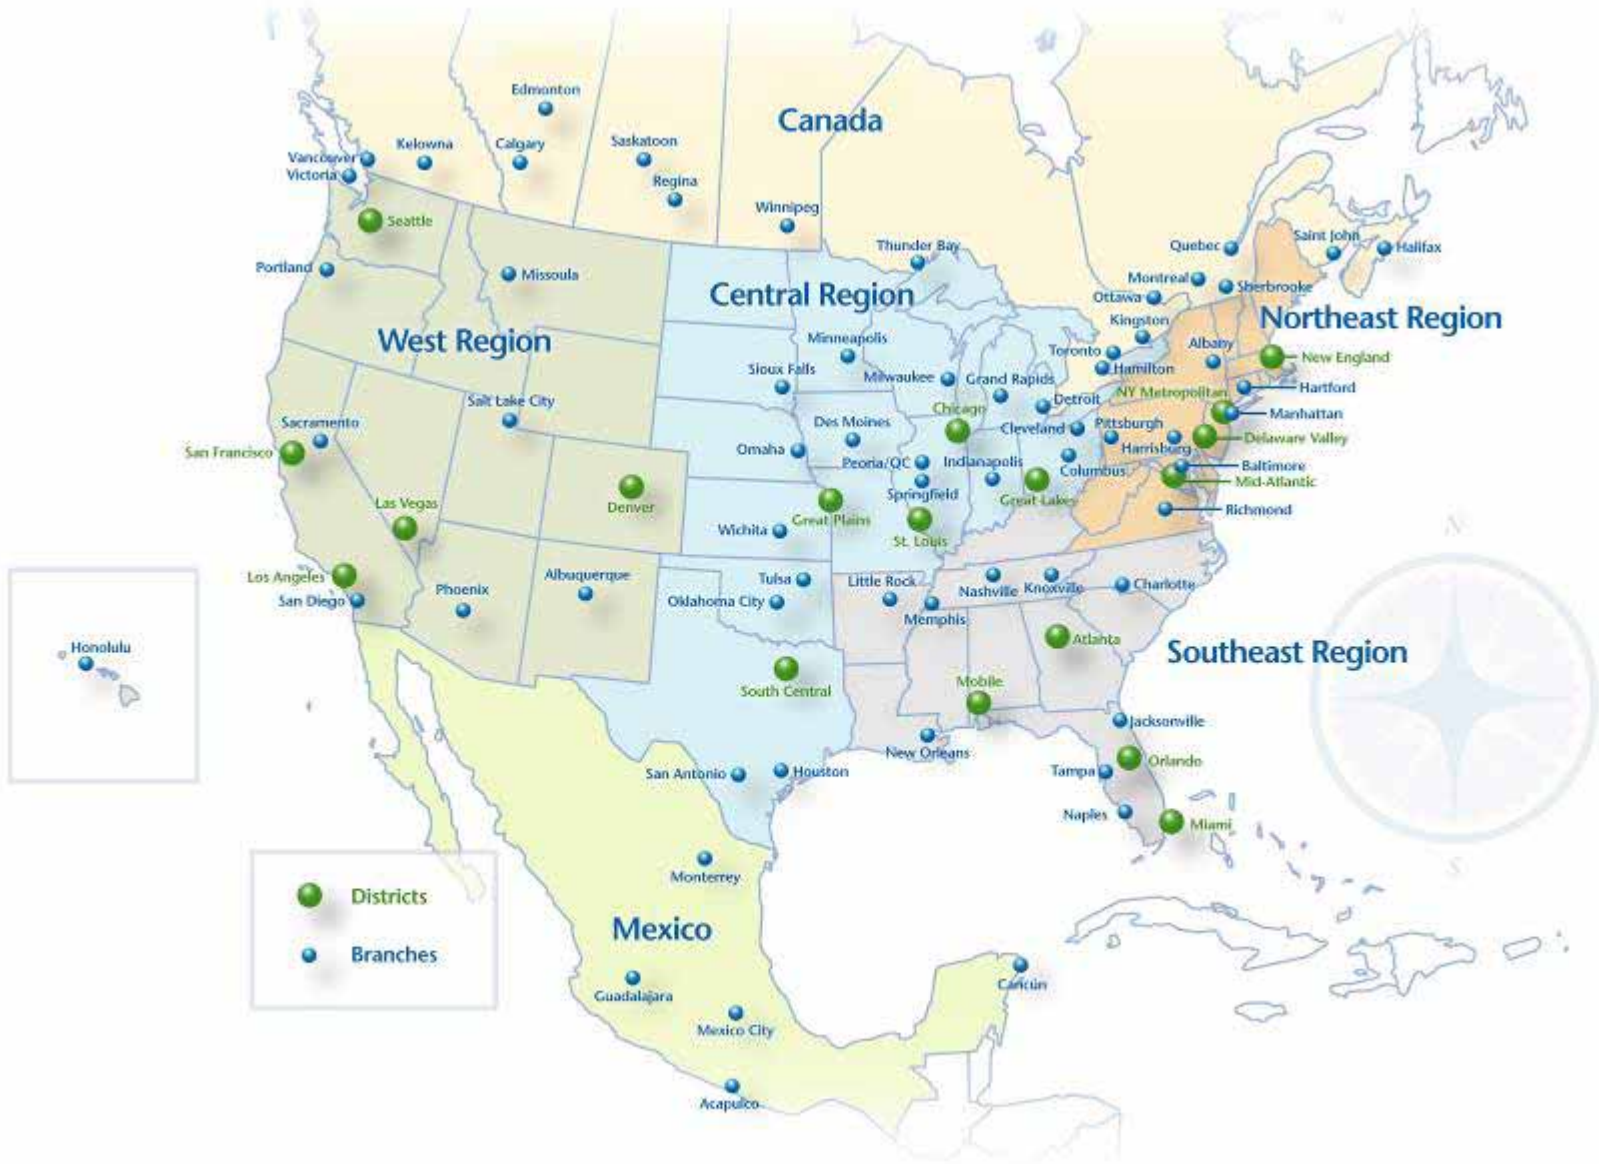 Edmonton
Canada
Kelowna
Calgary
Saskatoon
Vancouver
Victoria
Regina
Winnipeg
Seattle
Thunder Bay
Quebec
Saint John
Halifax
Portland
Missoula
Montreal
Sherbrooke
Central Region
Ottawa
Northeast Region
Kingston
West Region
Minneapolis
Albany
Toronto
New England
Sioux Falls
Milwaukee
Grand Rapids
Hamilton
Hartford
NY Metropolitan
Salt Lake City
Chicago
Detroit
Manhattan
Sacramento
Des Moines
Cleveland
Pittsburgh
Delaware Valley
San Francisco
Omaha
Peoria/QC
Indianapolis
Harrisburg
Columbus
Baltimore
Mid-Atlantic
Las Vegas
Denver
Springfield
Great Lakes
Richmond
Great Plains
Wichita
St. Louis
N
Los Angeles
Phoenix
Albuquerque
Tulsa
Little Rock
Nashville
Knoxville
Charlotte
San Diego
Oklahoma City
Memphis
Honolulu
Atlanta
Southeast Region
South Central
Mobile
Jacksonville
New Orleans
Orlando
San Antonio
Houston
Tampa
Naples
Miami
Monterrey
S
Districts
Mexico
Branches
Guadalajara
Cancún
Mexico City
Acapulco